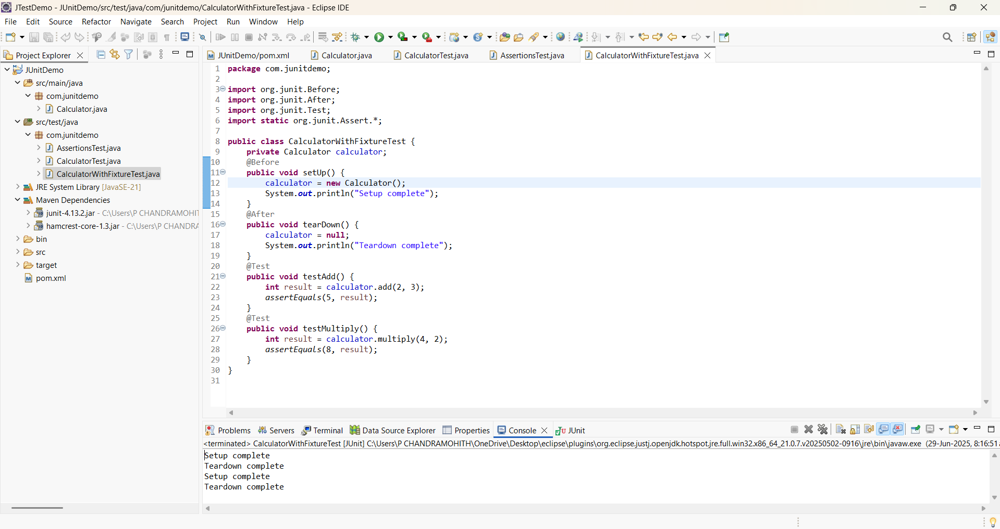 JTestDemo - JUnitDemo/src/test/java/com/junitdemo/CalculatorWithFixtureTest.java - Eclipse IDE
File Edit Source Refactor Navigate Search Project Run Window Help
Project Explorer
JUnitDemo
src/main/java
com.junitdemo
Calculator.java
src/test/java
com.junitdemo
AssertionsTest.java
CalculatorTest.java
CalculatorWithFixtureTest.java
JRE System Library [JavaSE-21]
Maven Dependencies
junit-4.13.2.jar - C:\Users\P CHANDRAMOHIT
hamcrest-core-1.3.jar - C:\Users\P CHANDRA
bin
src
target
pom.xml
JUnitDemo/pom.xml Calculator.java CalculatorTest.java AssertionsTest.java CalculatorWithFixtureTest.java
1 package com.junitdemo;
2
3 import org.junit.Before;
4 import org.junit.After;
5 import org.junit.Test;
6 import static org.junit.Assert.*;
7
8 public class CalculatorWithFixtureTest {
9     private Calculator calculator;
10     @Before
11     public void setUp() {
12         calculator = new Calculator();
13         System.out.println("Setup complete");
14     }
15     @After
16     public void tearDown() {
17         calculator = null;
18         System.out.println("Teardown complete");
19     }
20     @Test
21     public void testAdd() {
22         int result = calculator.add(2, 3);
23         assertEquals(5, result);
24     }
25     @Test
26     public void testMultiply() {
27         int result = calculator.multiply(4, 2);
28         assertEquals(8, result);
29     }
30 }
31
Problems Servers Terminal Data Source Explorer Properties Console JUnit
<terminated> CalculatorWithFixtureTest [JUnit] C:\Users\P CHANDRAMOHITH\OneDrive\Desktop\eclipse\plugins\org.eclipse.justj.openjdk.hotspot.jre.full.win32.x86_64_21.0.7.v20250502-0916\jre\bin\javaw.exe (29-Jun-2025, 8:16:51
Setup complete
Teardown complete
Setup complete
Teardown complete